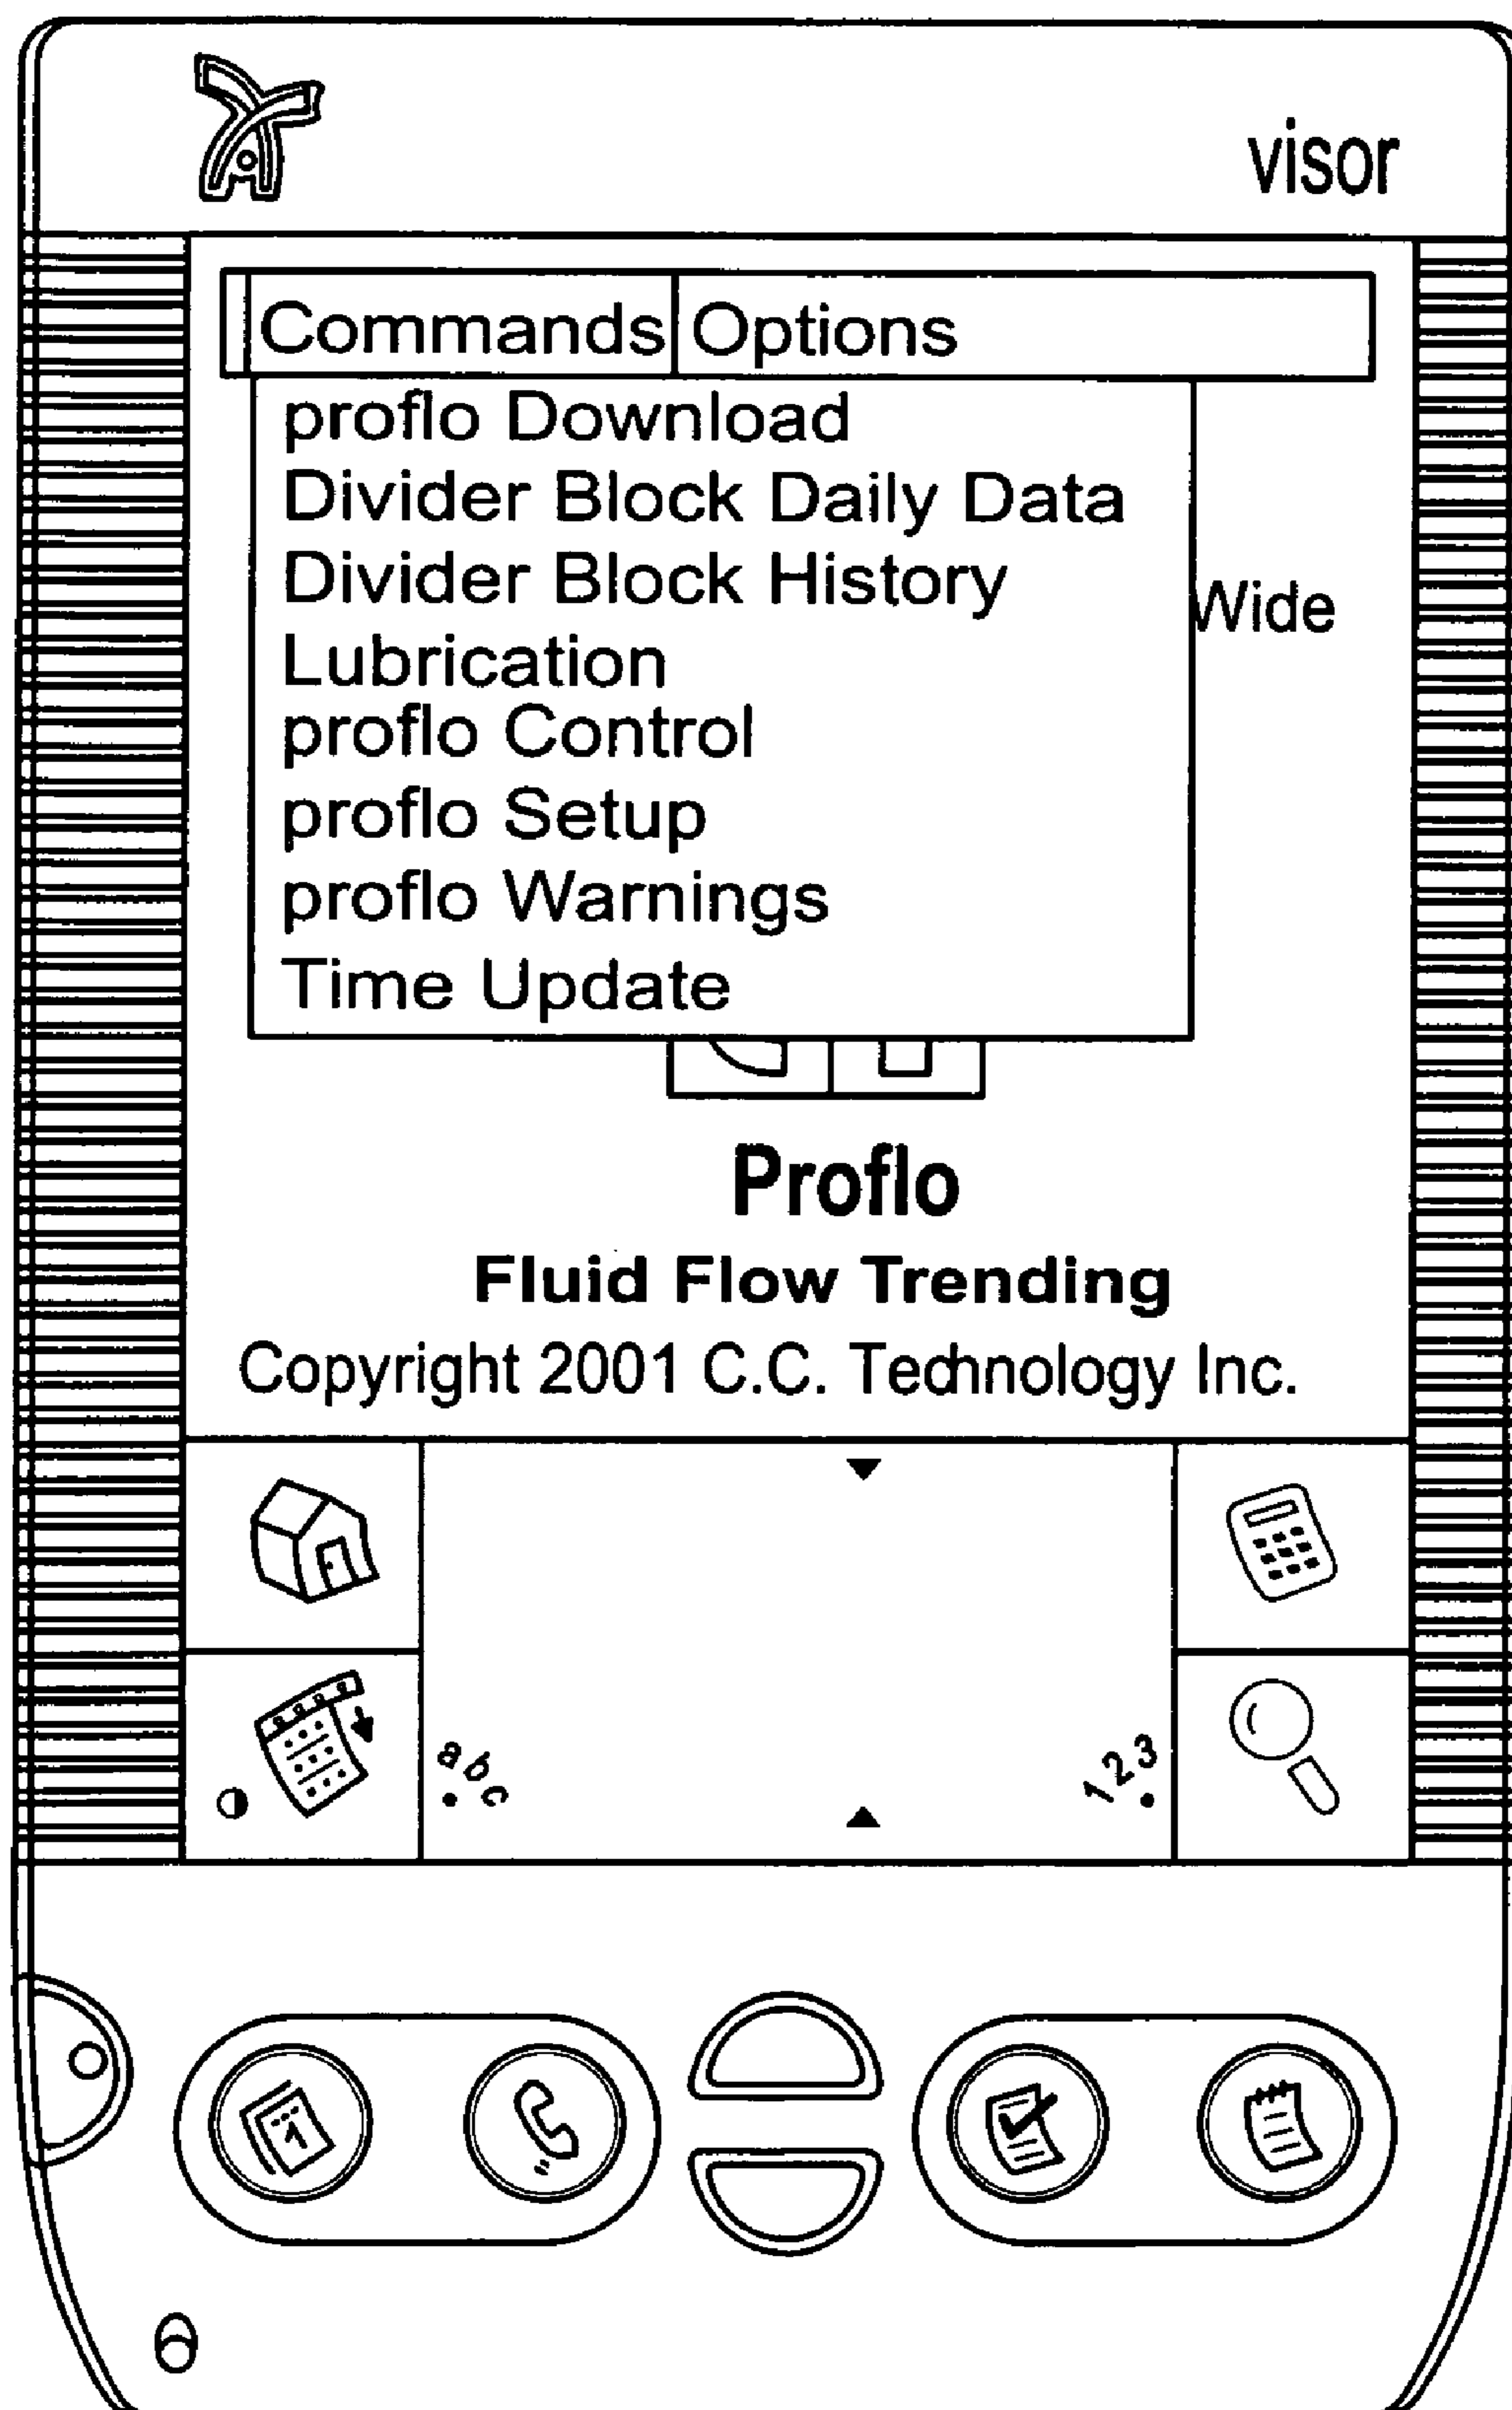 visor
Commands Options
proflo Download
Divider Block Daily Data
Divider Block History
Wide
Lubrication
proflo Control
proflo Setup
proflo Warnings
Time Update
Proflo
Fluid Flow Trending
Copyright 2001 C.C. Technology Inc.
abc
123
1